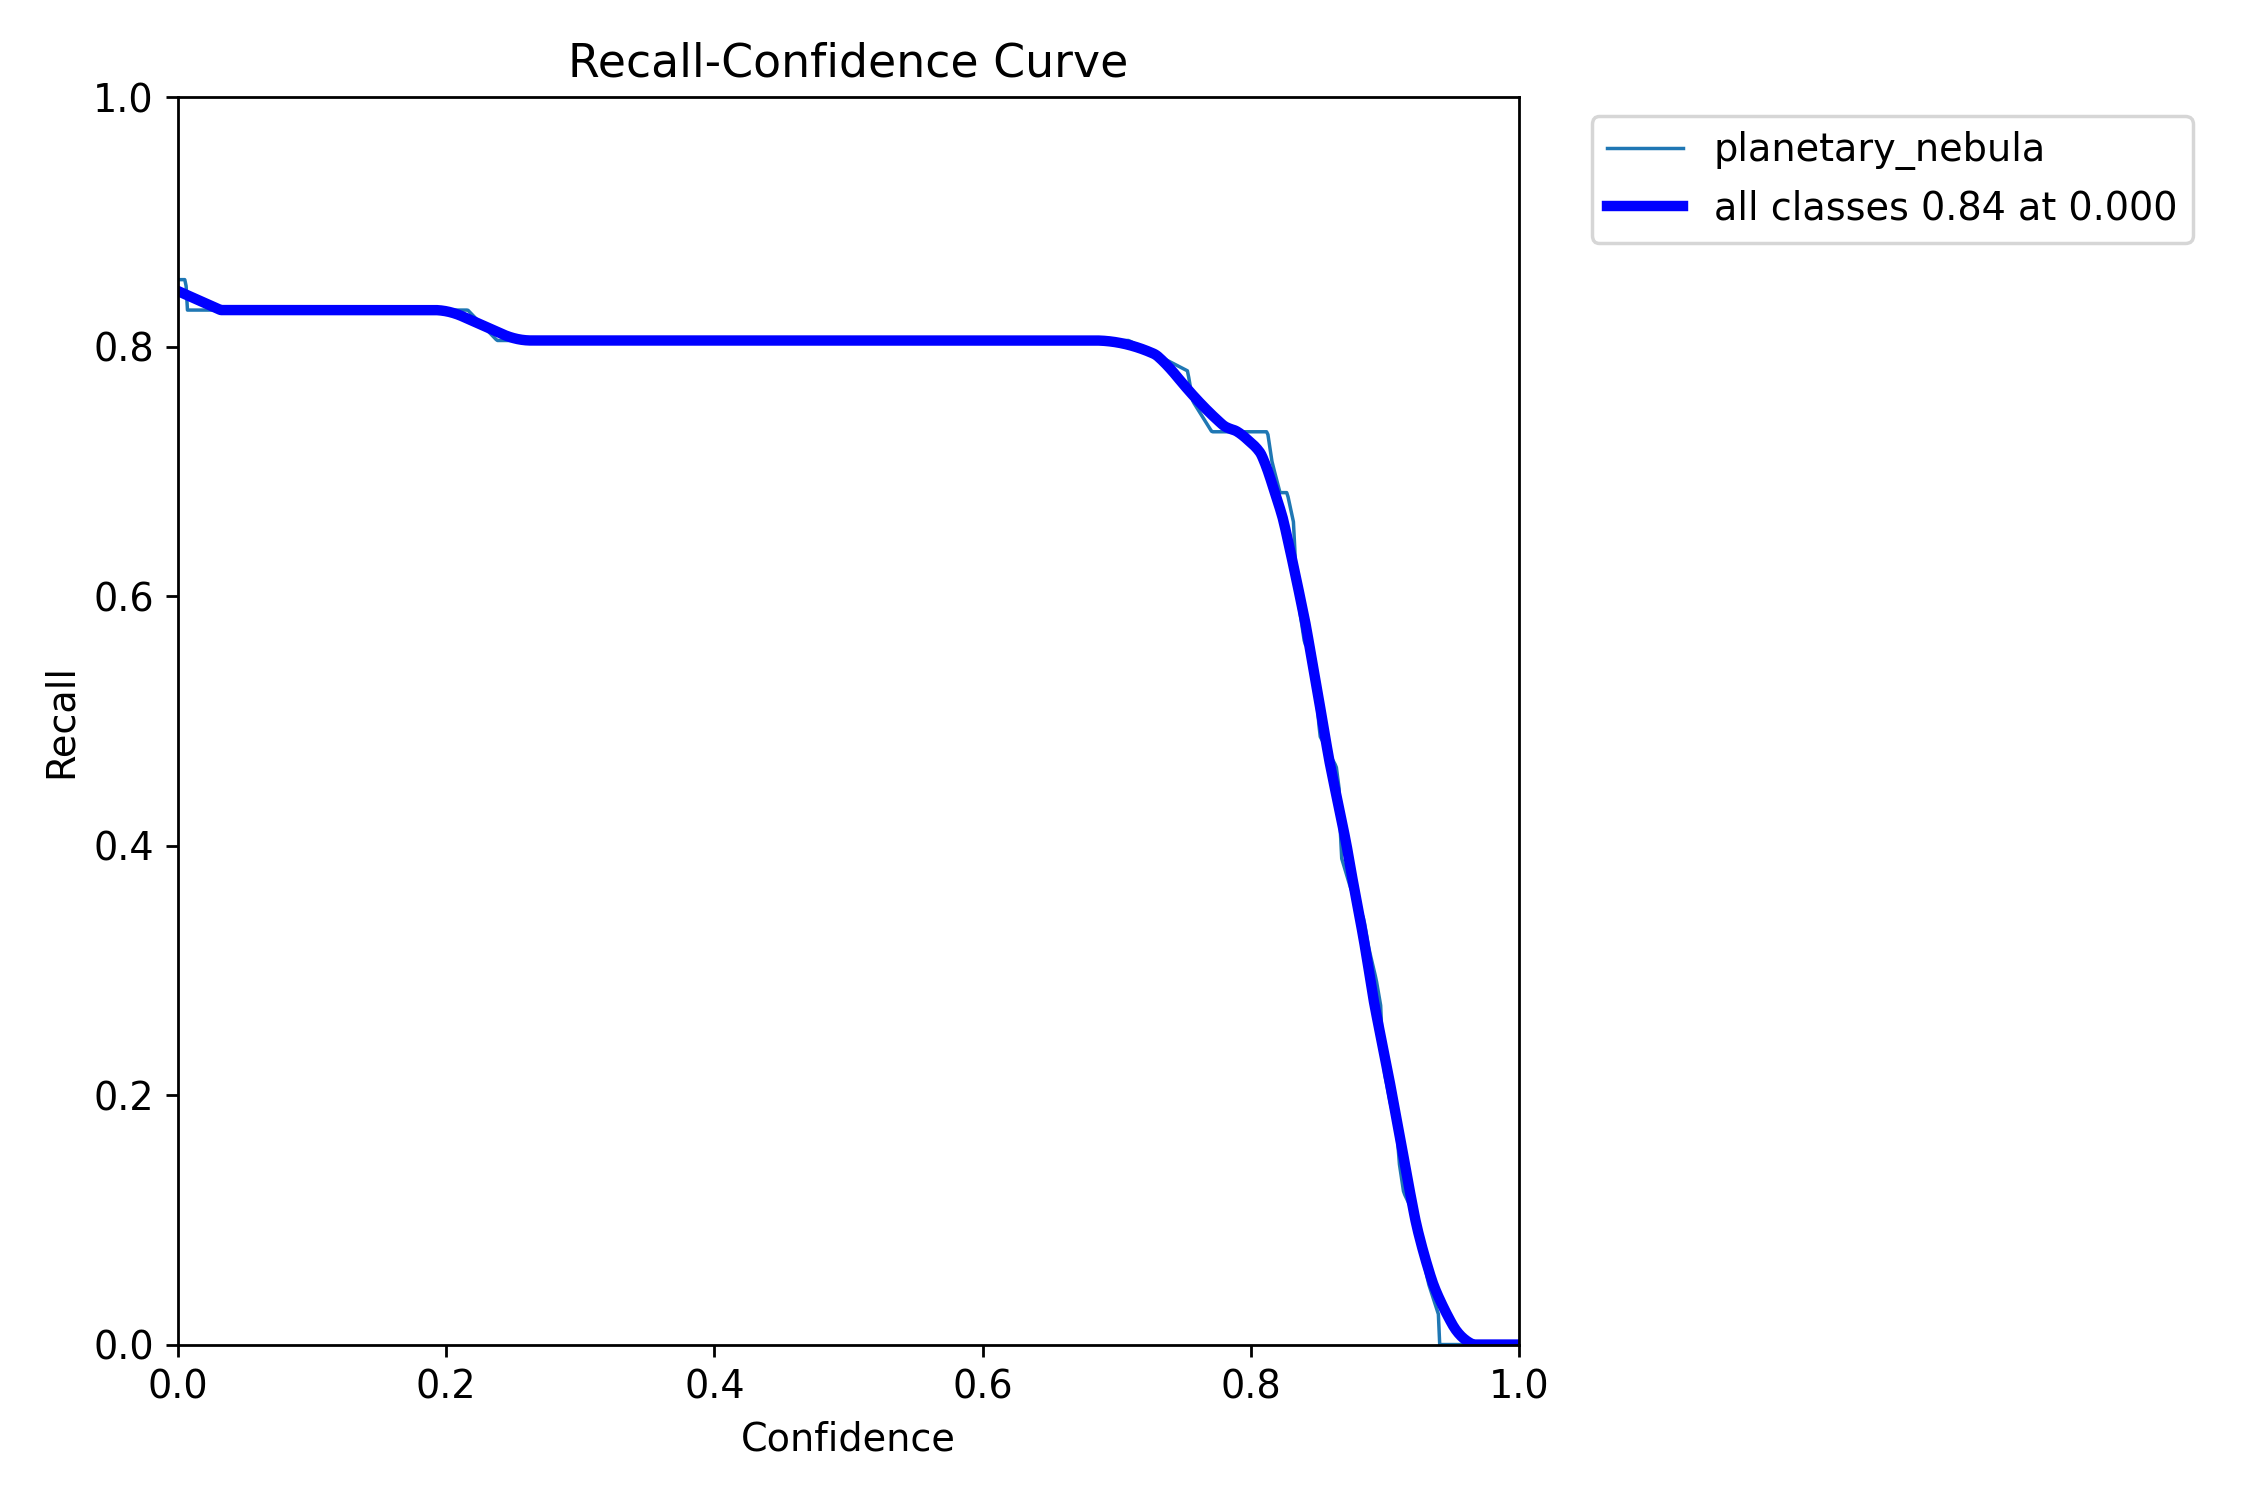 Recall-Confidence Curve
1.0
0.8
0.6
0.4
0.2
0.0
Recall
0.0 0.2 0.4 0.6 0.8 1.0
Confidence
planetary_nebula
all classes 0.84 at 0.000